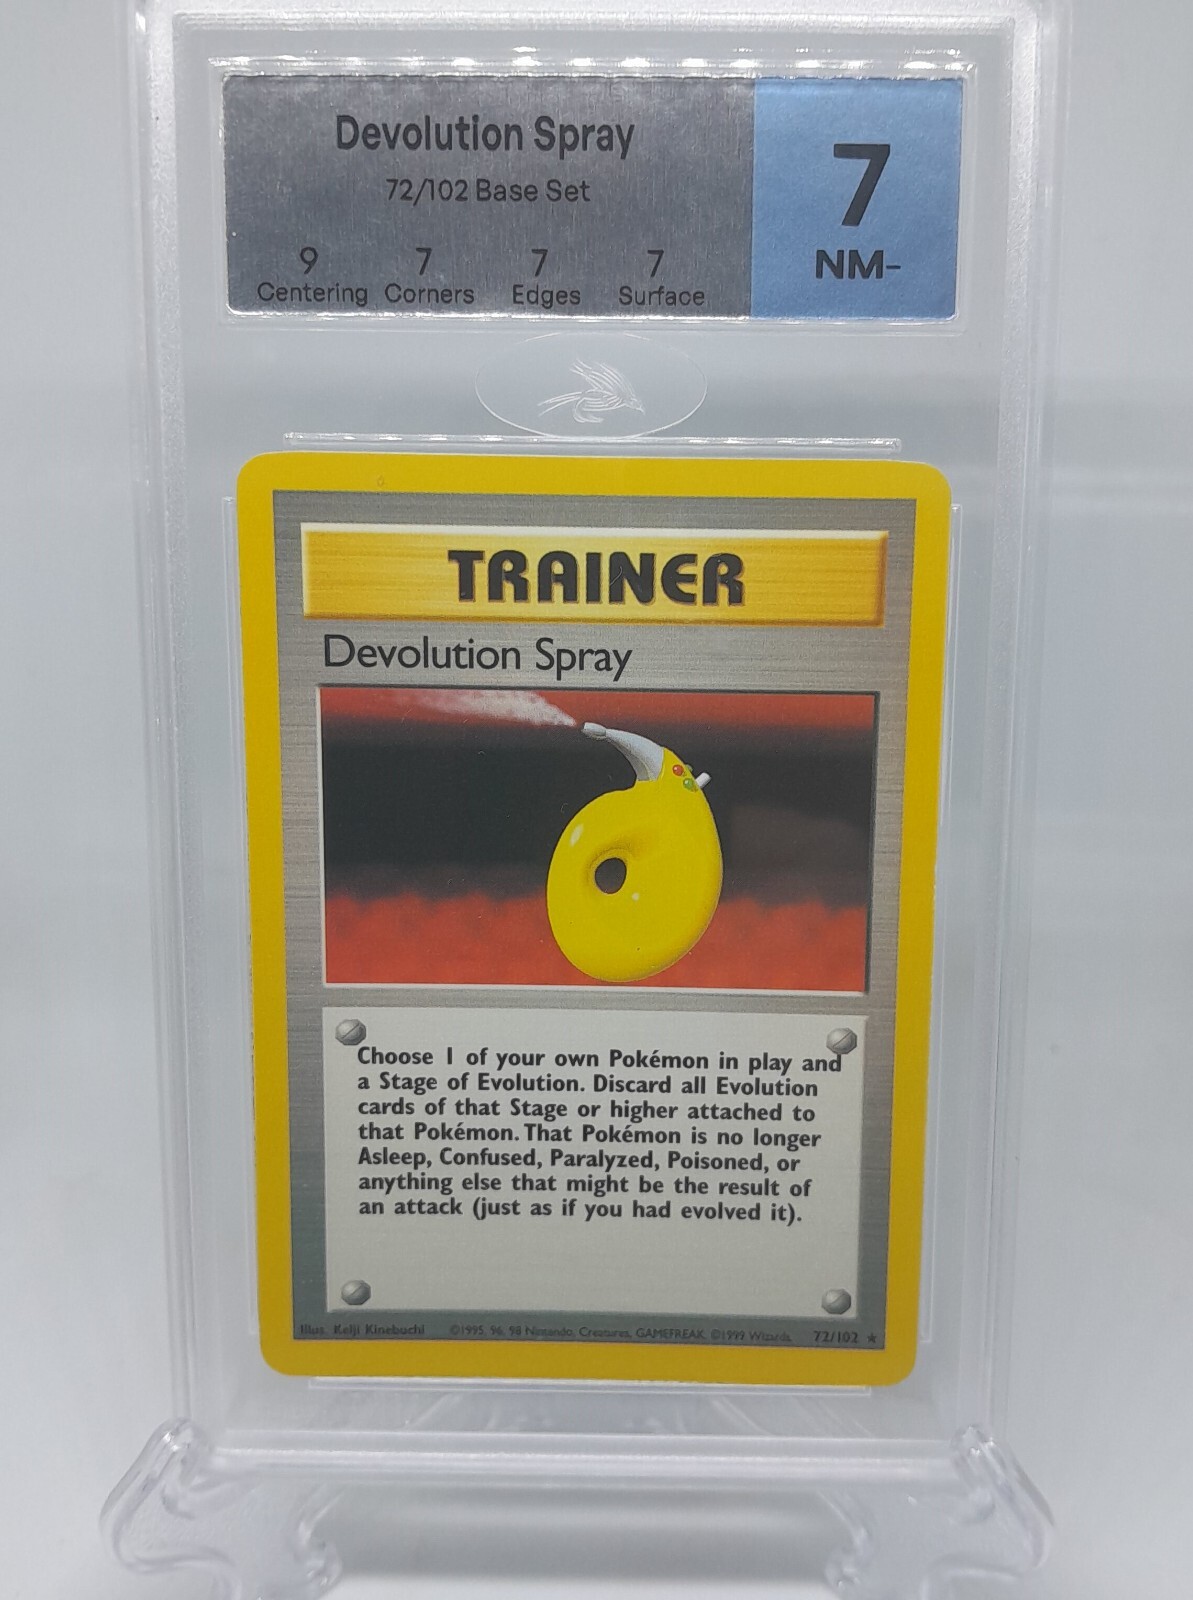 Devolution Spray
72/102 Base Set
9 7 7 7
Centering Corners Edges Surface
7
NM-
TRAINER
Devolution Spray
Choose 1 of your own Pokémon in play and
a Stage of Evolution. Discard all Evolution
cards of that Stage or higher attached to
that Pokémon. That Pokémon is no longer
Asleep, Confused, Paralyzed, Poisoned, or
anything else that might be the result of
an attack (just as if you had evolved it).
Illus. Keiji Kinebuchi ©1995, 96, 98 Nintendo, Creatures, GAMEFREAK. ©1999 Wizards. 72/102 ★